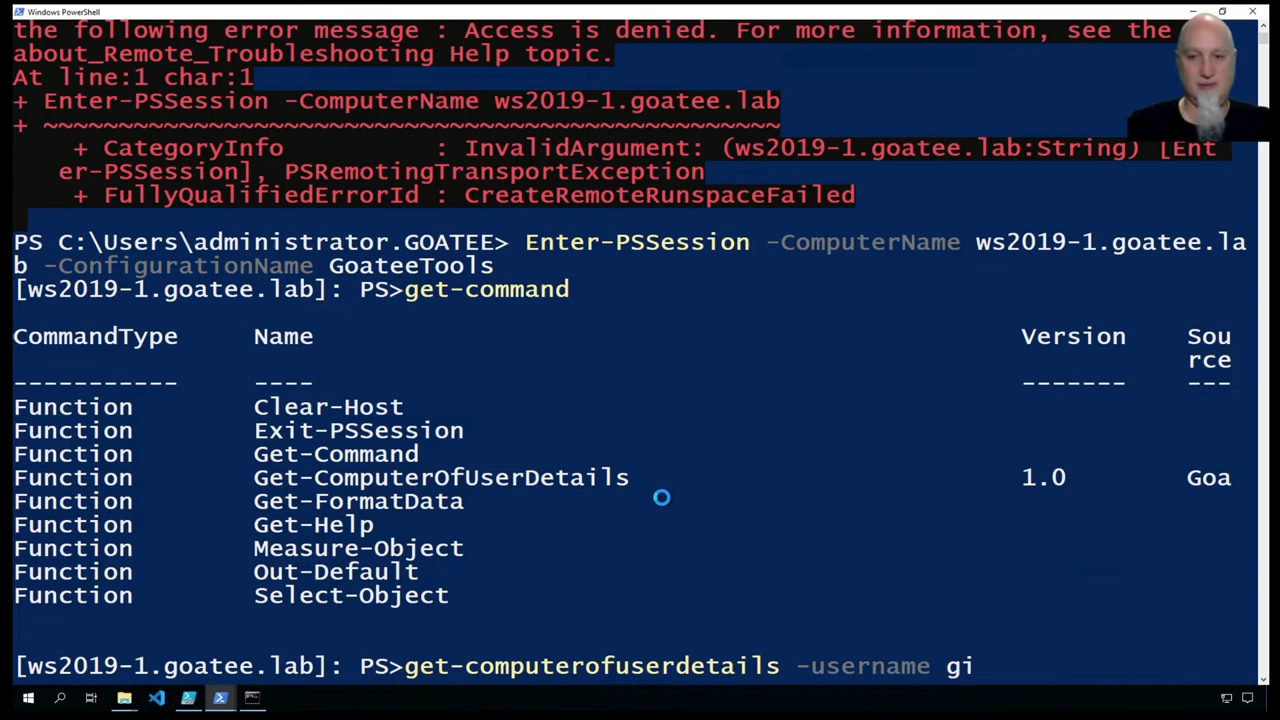 Windows PowerShell
the following error message : Access is denied. For more information, see the
about_Remote_Troubleshooting Help topic.
At line:1 char:1
+ Enter-PSSession -ComputerName ws2019-1.goatee.lab
+ ~~~~~~~~~~~~~~~~~~~~~~~~~~~~~~~~~~~~~~~~~~~~~~~~~
+ CategoryInfo : InvalidArgument: (ws2019-1.goatee.lab:String) [Ent
er-PSSession], PSRemotingTransportException
+ FullyQualifiedErrorId : CreateRemoteRunspaceFailed
PS C:\Users\administrator.GOATEE> Enter-PSSession -ComputerName ws2019-1.goatee.la
b -ConfigurationName GoateeTools
[ws2019-1.goatee.lab]: PS>get-command
CommandType Name Version Sou
rce
----------- ---- ------- ---
Function Clear-Host
Function Exit-PSSession
Function Get-Command
Function Get-ComputerOfUserDetails 1.0 Goa
Function Get-FormatData
Function Get-Help
Function Measure-Object
Function Out-Default
Function Select-Object
[ws2019-1.goatee.lab]: PS>get-computerofuserdetails -username gi